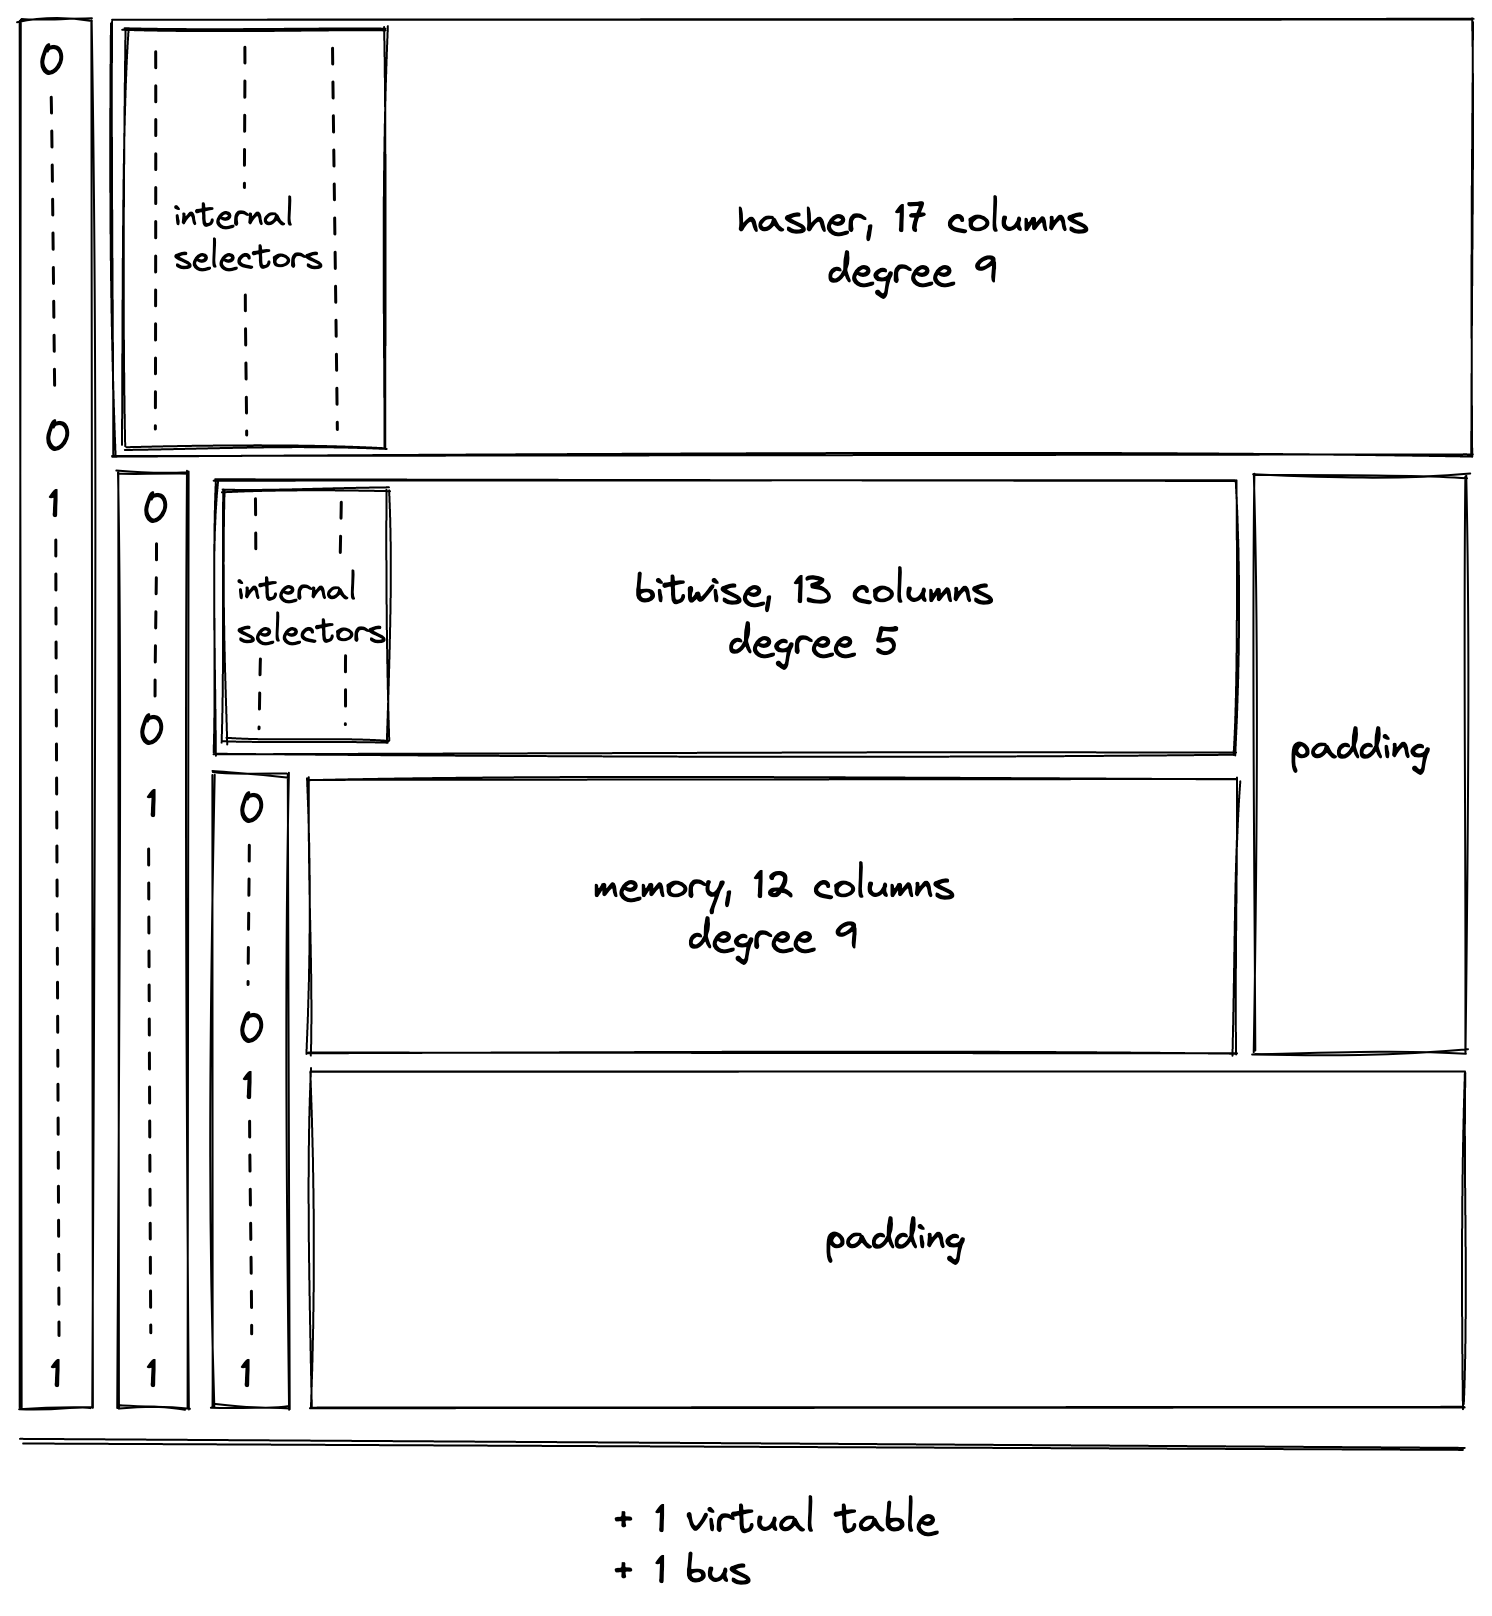 0
internal
selectors
hasher, 17 columns
degree 9
0
1
0
internal
selectors
bitwise, 13 columns
degree 5
0
padding
1
0
memory, 12 columns
degree 9
0
1
padding
1
1
1
+ 1 virtual table
+ 1 bus